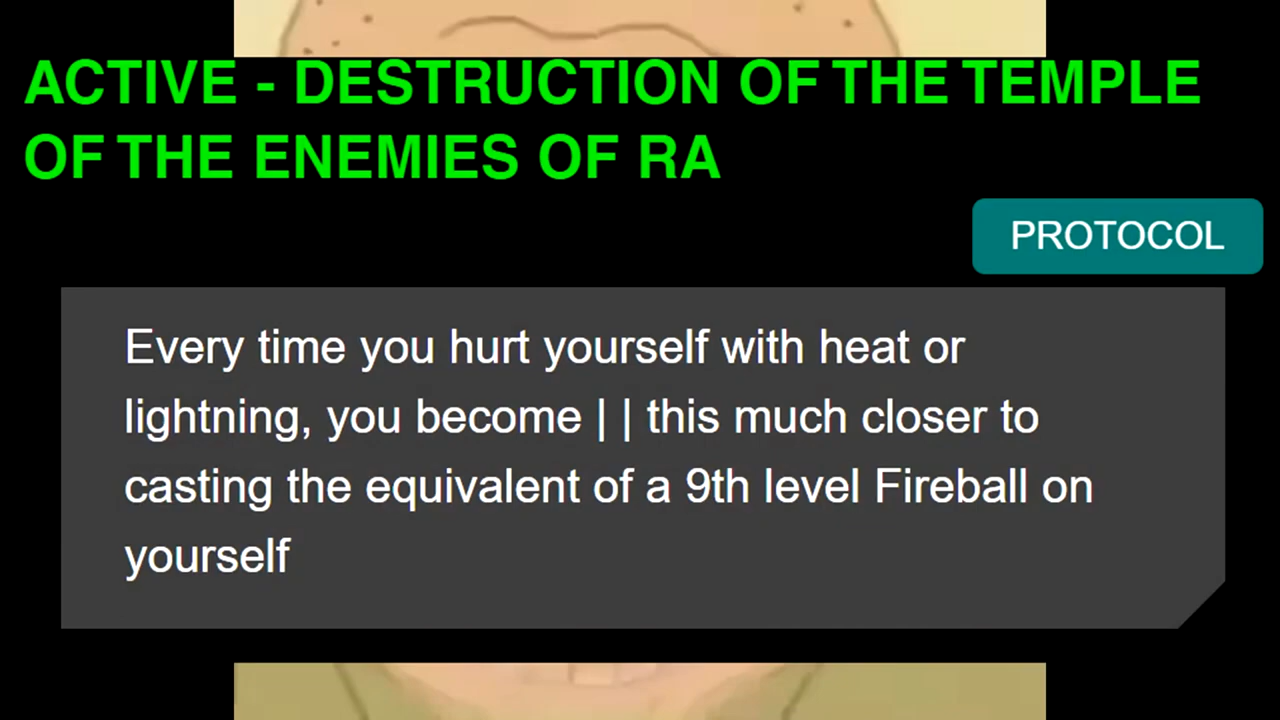 ACTIVE - DESTRUCTION OF THE TEMPLE
OF THE ENEMIES OF RA
PROTOCOL
Every time you hurt yourself with heat or
lightning, you become | | this much closer to
casting the equivalent of a 9th level Fireball on
yourself